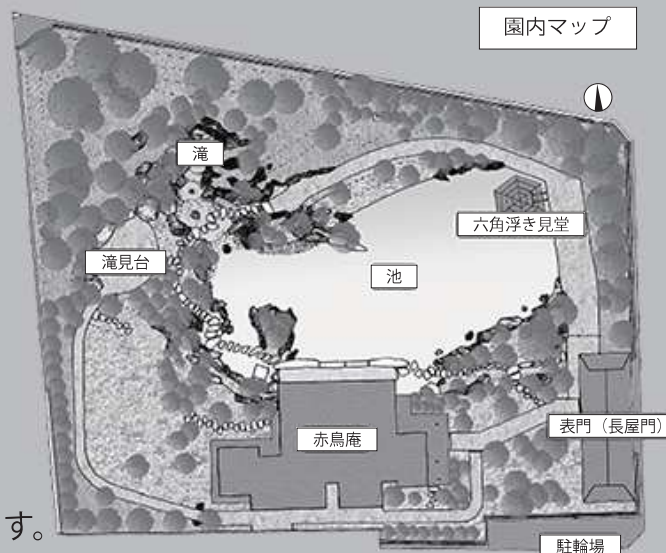 園内マップ
滝
六角浮き見堂
滝見台
池
表門（長屋門）
赤鳥庵
す。
駐輪場